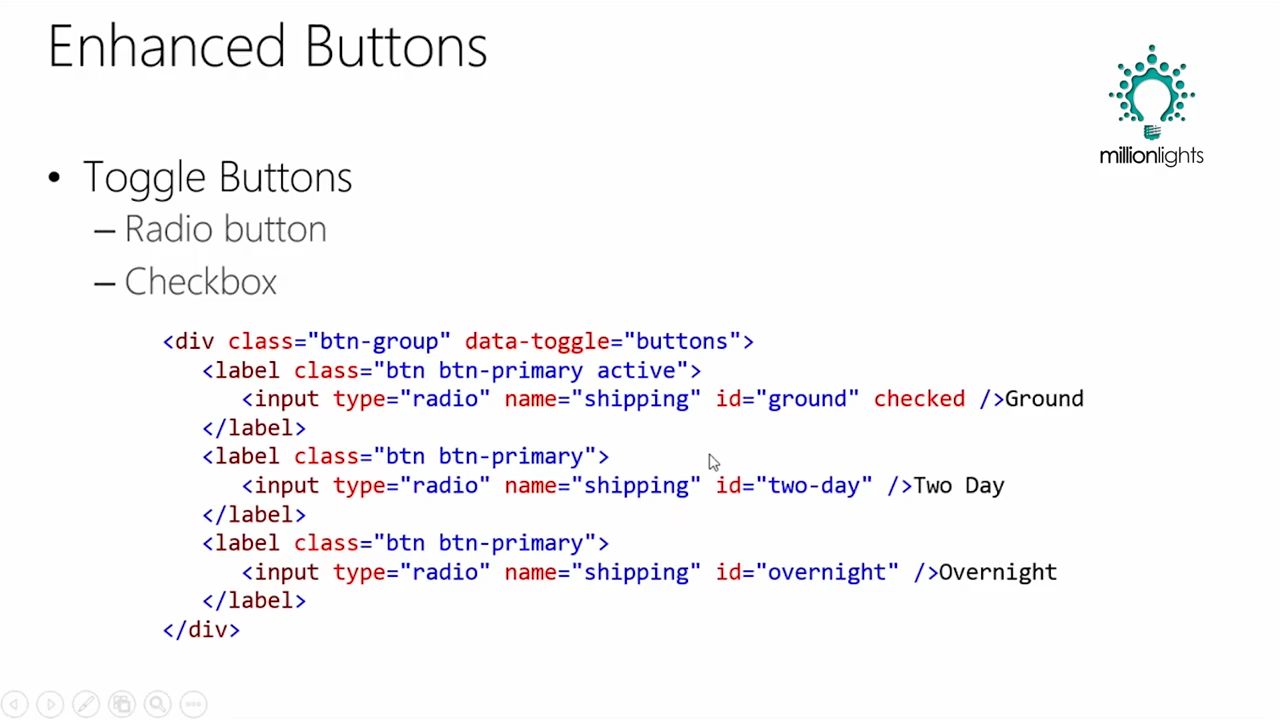 Enhanced Buttons
millionlights
• Toggle Buttons
– Radio button
– Checkbox
<div class="btn-group" data-toggle="buttons">
<label class="btn btn-primary active">
<input type="radio" name="shipping" id="ground" checked />Ground
</label>
<label class="btn btn-primary">
<input type="radio" name="shipping" id="two-day" />Two Day
</label>
<label class="btn btn-primary">
<input type="radio" name="shipping" id="overnight" />Overnight
</label>
</div>